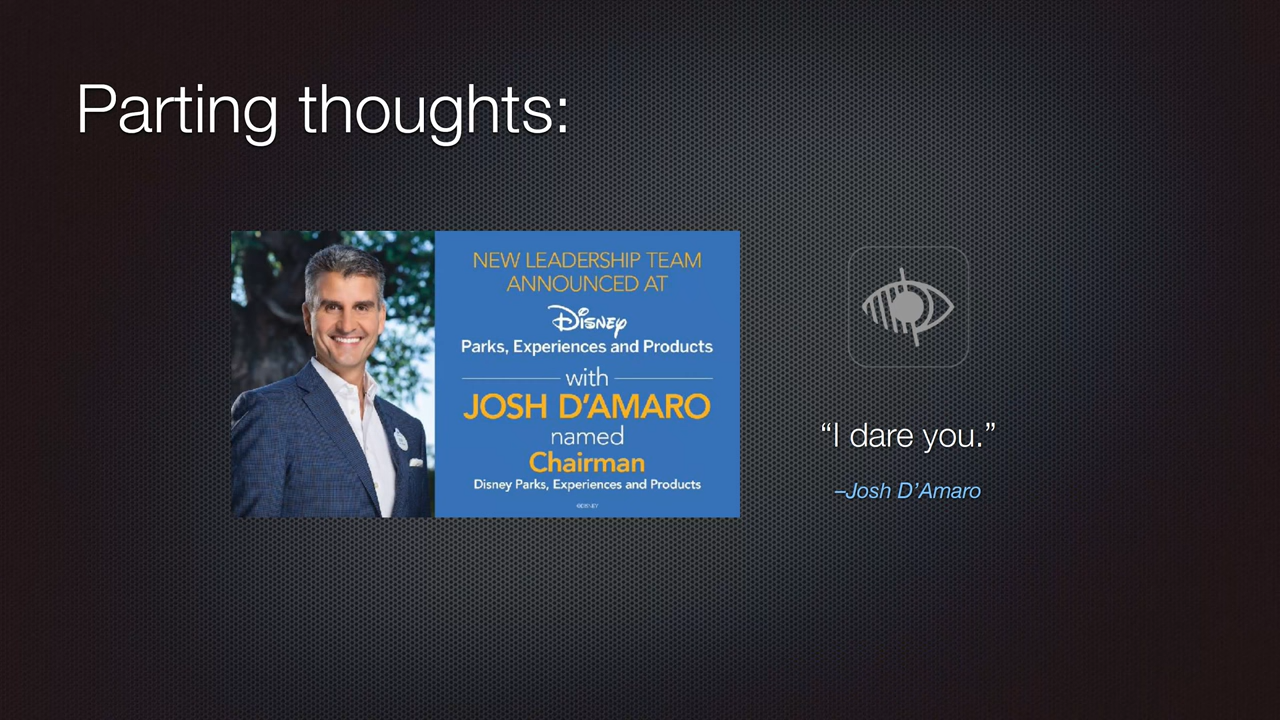 Parting thoughts:
NEW LEADERSHIP TEAM
ANNOUNCED AT
Disney
Parks, Experiences and Products
with
JOSH D'AMARO
named
Chairman
Disney Parks, Experiences and Products
©DISNEY
“I dare you.”
–Josh D’Amaro